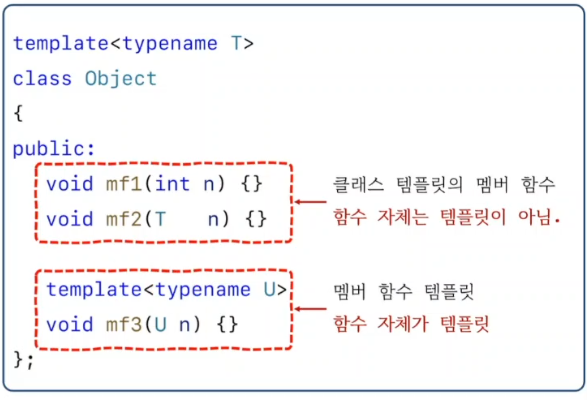 template<typename T>
class Object
{
public:
void mf1(int n) {}
void mf2(T n) {}
클래스 템플릿의 멤버 함수
함수 자체는 템플릿이 아님.
template<typename U>
void mf3(U n) {}
멤버 함수 템플릿
함수 자체가 템플릿
};